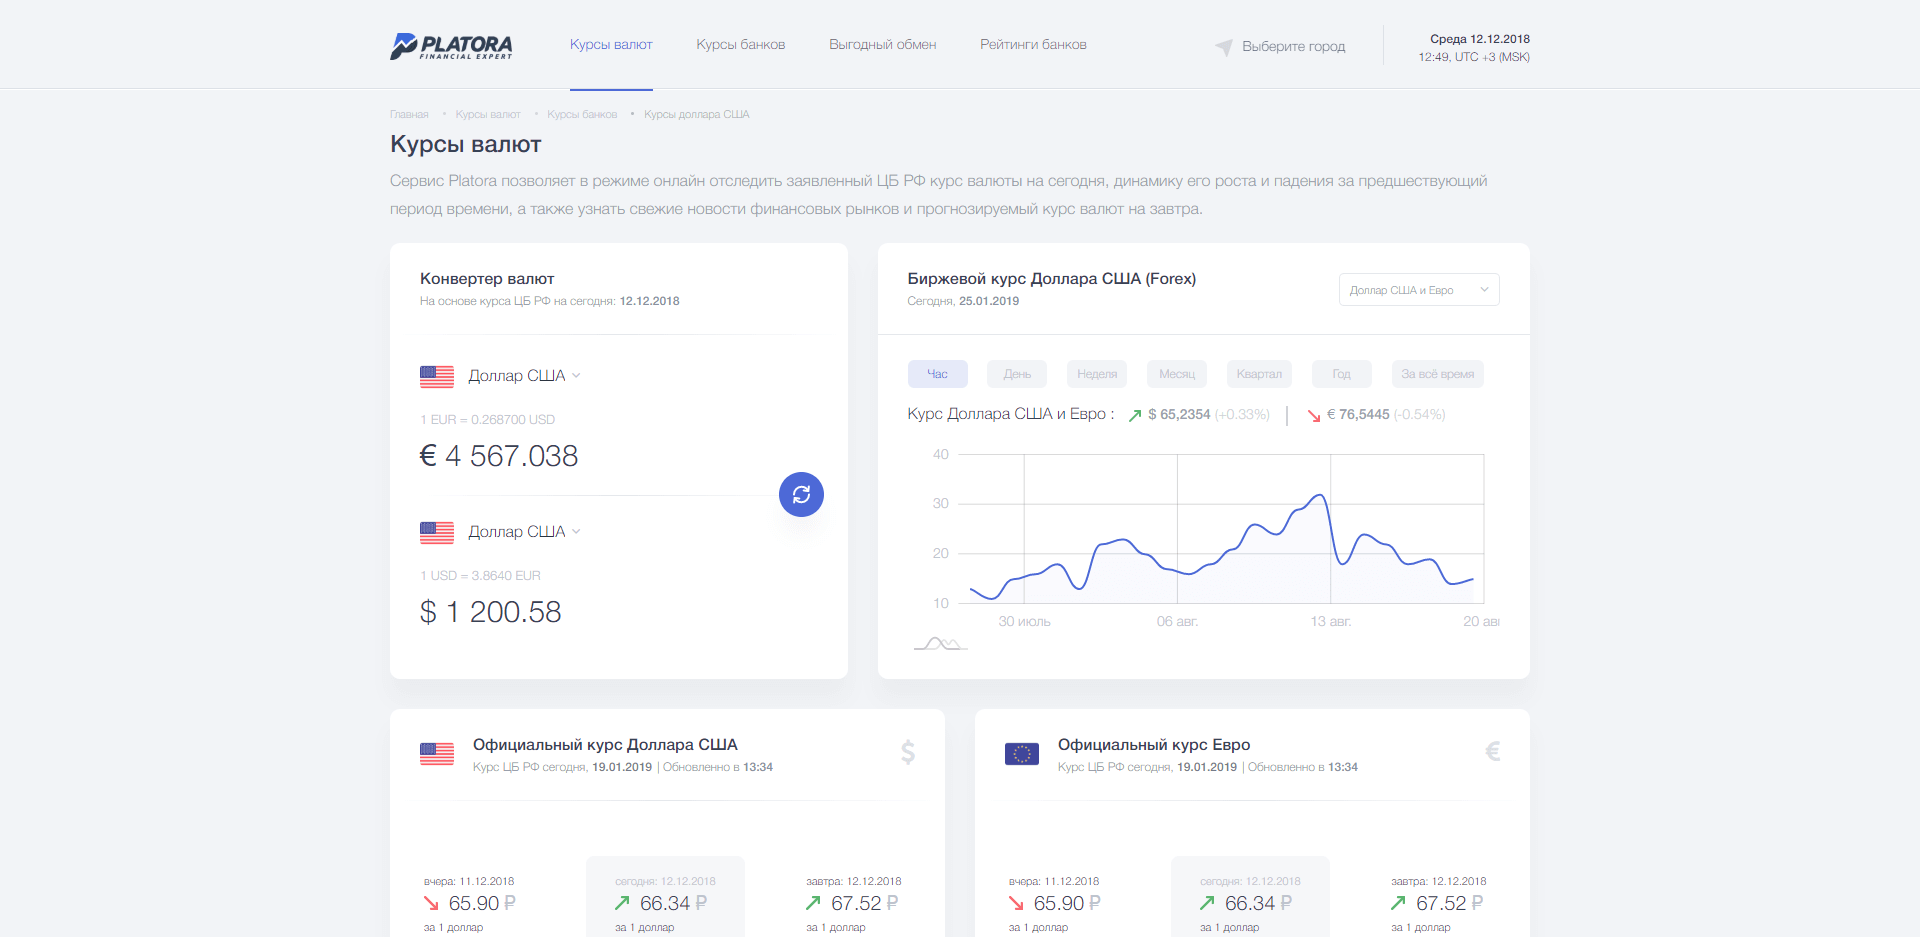 PLATORA
FINANCIAL EXPERT
Курсы валют
Курсы банков
Выгодный обмен
Рейтинги банков
Выберите город
Среда 12.12.2018
12:49, UTC +3 (MSK)
Главная • Курсы валют • Курсы банков • Курсы доллара США
Курсы валют
Сервис Platora позволяет в режиме онлайн отследить заявленный ЦБ РФ курс валюты на сегодня, динамику его роста и падения за предшествующий
период времени, а также узнать свежие новости финансовых рынков и прогнозируемый курс валют на завтра.
Конвертер валют
На основе курса ЦБ РФ на сегодня: 12.12.2018
Доллар США
1 EUR = 0.268700 USD
€ 4 567.038
Доллар США
1 USD = 3.8640 EUR
$ 1 200.58
Биржевой курс Доллара США (Forex)
Сегодня, 25.01.2019
Доллар США и Евро
Час
День
Неделя
Месяц
Квартал
Год
За всё время
Курс Доллара США и Евро : $ 65,2354 (+0.33%) | € 76,5445 (-0.54%)
40
30
20
10
30 июль
06 авг.
13 авг.
20 ав
Официальный курс Доллара США
Курс ЦБ РФ сегодня, 19.01.2019 | Обновленно в 13:34
$
вчера: 11.12.2018
65.90 ₽
за 1 доллар
сегодня: 12.12.2018
66.34 ₽
за 1 доллар
завтра: 12.12.2018
67.52 ₽
за 1 доллар
Официальный курс Евро
Курс ЦБ РФ сегодня, 19.01.2019 | Обновленно в 13:34
€
вчера: 11.12.2018
65.90 ₽
за 1 доллар
сегодня: 12.12.2018
66.34 ₽
за 1 доллар
завтра: 12.12.2018
67.52 ₽
за 1 доллар